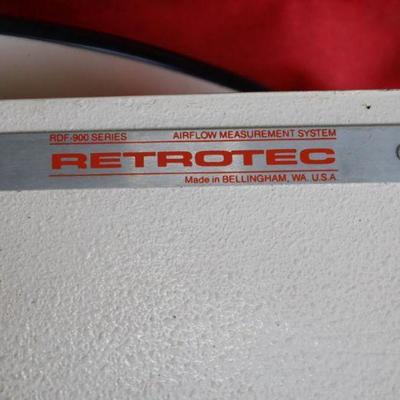 RDF-900 SERIES AIRFLOW MEASUREMENT SYSTEM
RETROTEC
Made in BELLINGHAM, WA. U.S.A.